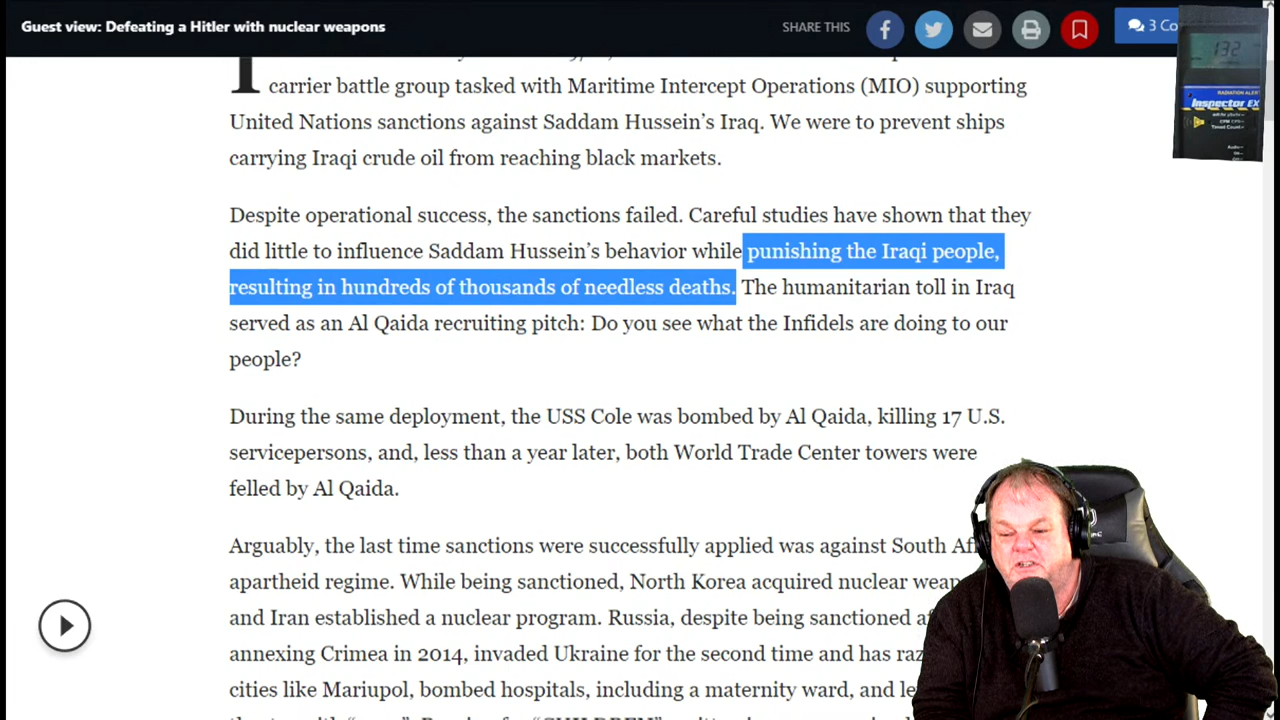 Guest view: Defeating a Hitler with nuclear weapons
SHARE THIS
3 Co
132
RADIATION ALERT
Inspector EX
carrier battle group tasked with Maritime Intercept Operations (MIO) supporting
United Nations sanctions against Saddam Hussein’s Iraq. We were to prevent ships
carrying Iraqi crude oil from reaching black markets.
Despite operational success, the sanctions failed. Careful studies have shown that they
did little to influence Saddam Hussein’s behavior while punishing the Iraqi people,
resulting in hundreds of thousands of needless deaths. The humanitarian toll in Iraq
served as an Al Qaida recruiting pitch: Do you see what the Infidels are doing to our
people?
During the same deployment, the USS Cole was bombed by Al Qaida, killing 17 U.S.
servicepersons, and, less than a year later, both World Trade Center towers were
felled by Al Qaida.
Arguably, the last time sanctions were successfully applied was against South
apartheid regime. While being sanctioned, North Korea acquired nuclear
and Iran established a nuclear program. Russia, despite being sanctioned
annexing Crimea in 2014, invaded Ukraine for the second time and has
cities like Mariupol, bombed hospitals, including a maternity ward, and